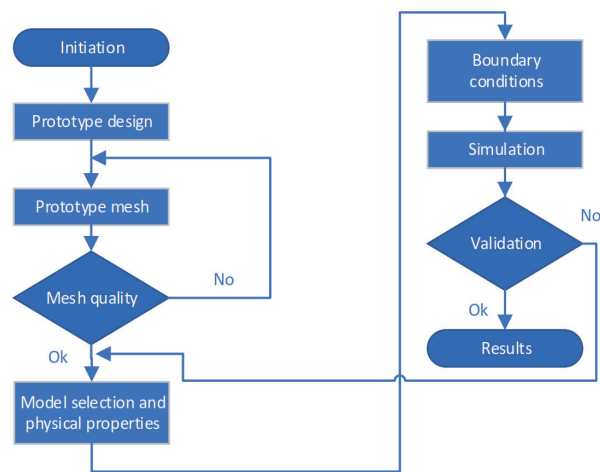 Initiation
Prototype design
Prototype mesh
Mesh quality
No
Ok
Model selection and
physical properties
Boundary
conditions
Simulation
Validation
No
Ok
Results